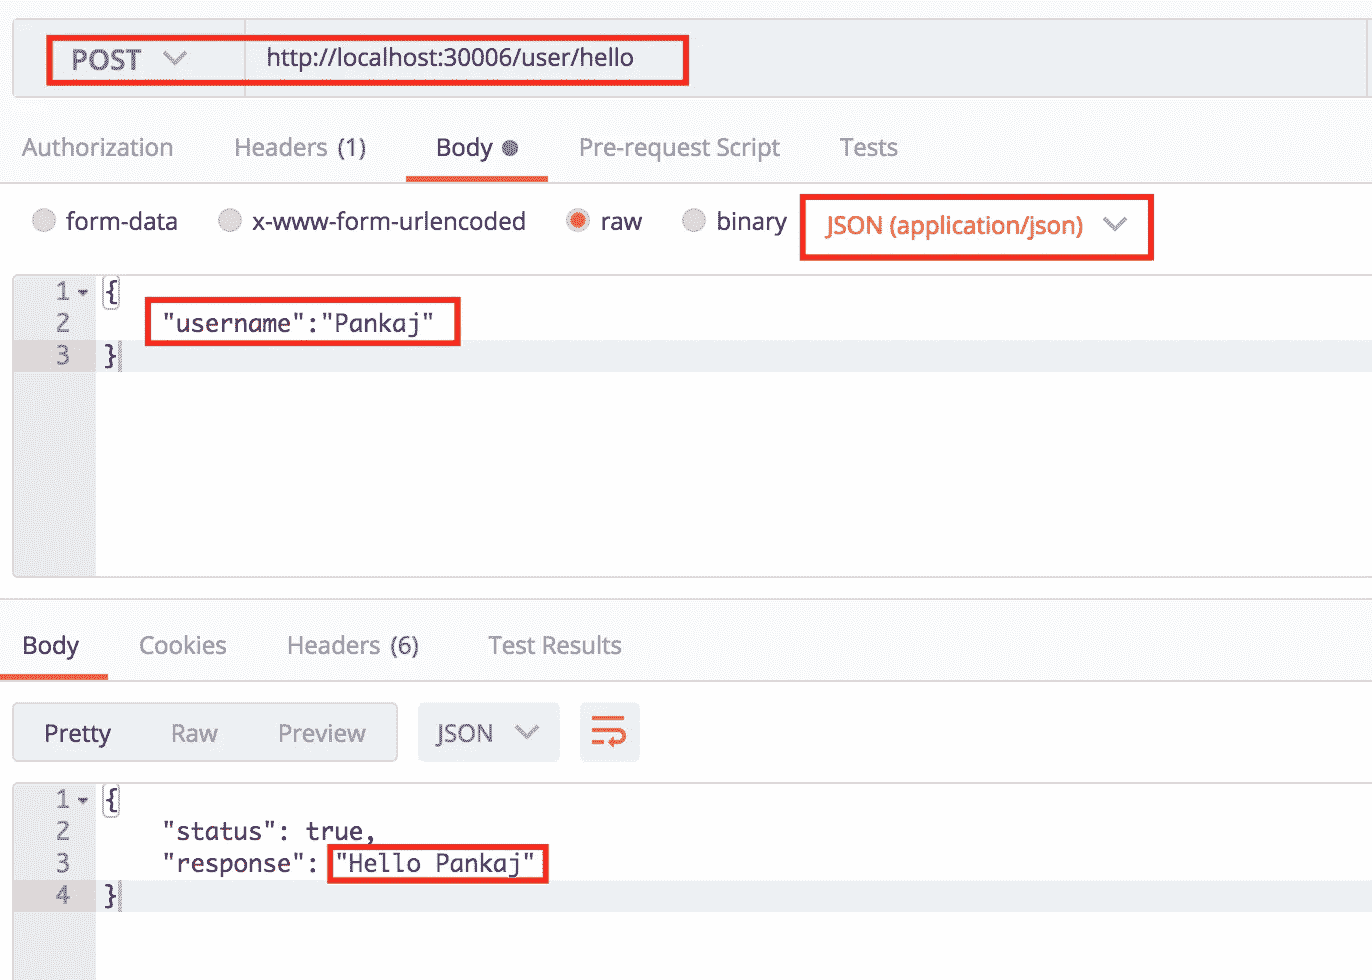 POST http://localhost:30006/user/hello
Authorization Headers (1) Body Pre-request Script Tests
form-data x-www-form-urlencoded raw binary JSON (application/json)
1 {
2 "username":"Pankaj"
3 }
Body Cookies Headers (6) Test Results
Pretty Raw Preview JSON
1 {
2 "status": true,
3 "response": "Hello Pankaj"
4 }